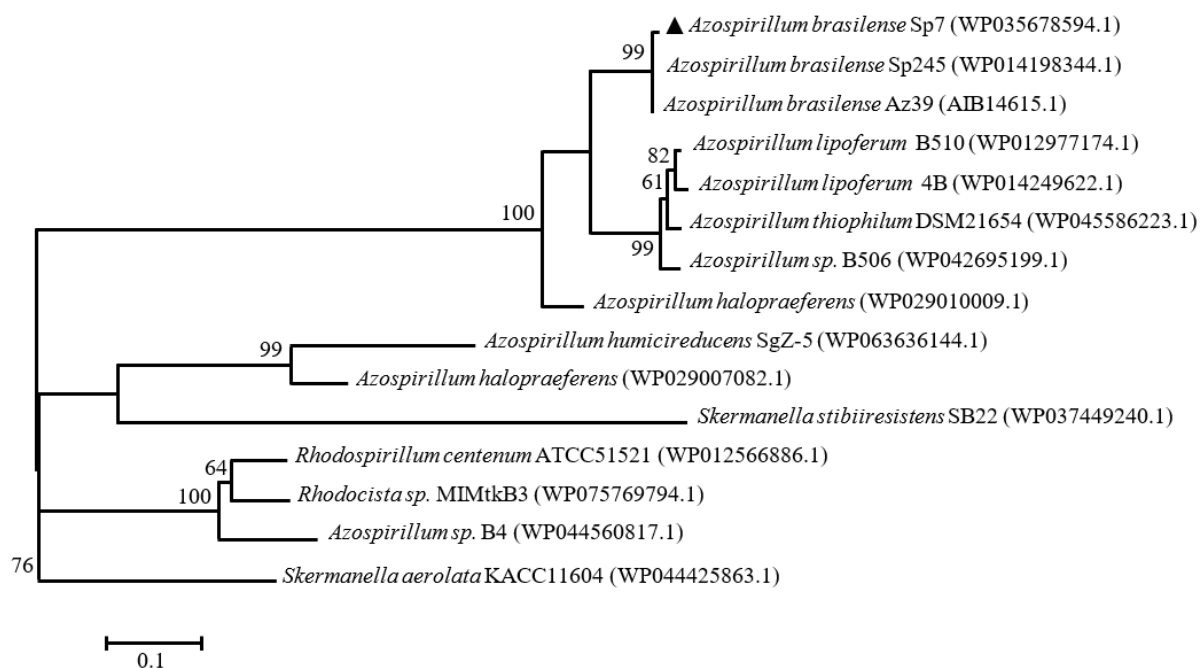 ▲ Azospirillum brasilense Sp7 (WP035678594.1)
99
Azospirillum brasilense Sp245 (WP014198344.1)
Azospirillum brasilense Az39 (AIB14615.1)
Azospirillum lipoferum B510 (WP012977174.1)
82
61
Azospirillum lipoferum 4B (WP014249622.1)
100
Azospirillum thiophilum DSM21654 (WP045586223.1)
99
Azospirillum sp. B506 (WP042695199.1)
Azospirillum halopraeferens (WP029010009.1)
99
Azospirillum humicireducens SgZ-5 (WP063636144.1)
Azospirillum halopraeferens (WP029007082.1)
Skermanella stibiiresistens SB22 (WP037449240.1)
Rhodospirillum centenum ATCC51521 (WP012566886.1)
64
100
Rhodocista sp. MIMtkB3 (WP075769794.1)
Azospirillum sp. B4 (WP044560817.1)
76
Skermanella aerolata KACC11604 (WP044425863.1)
0.1